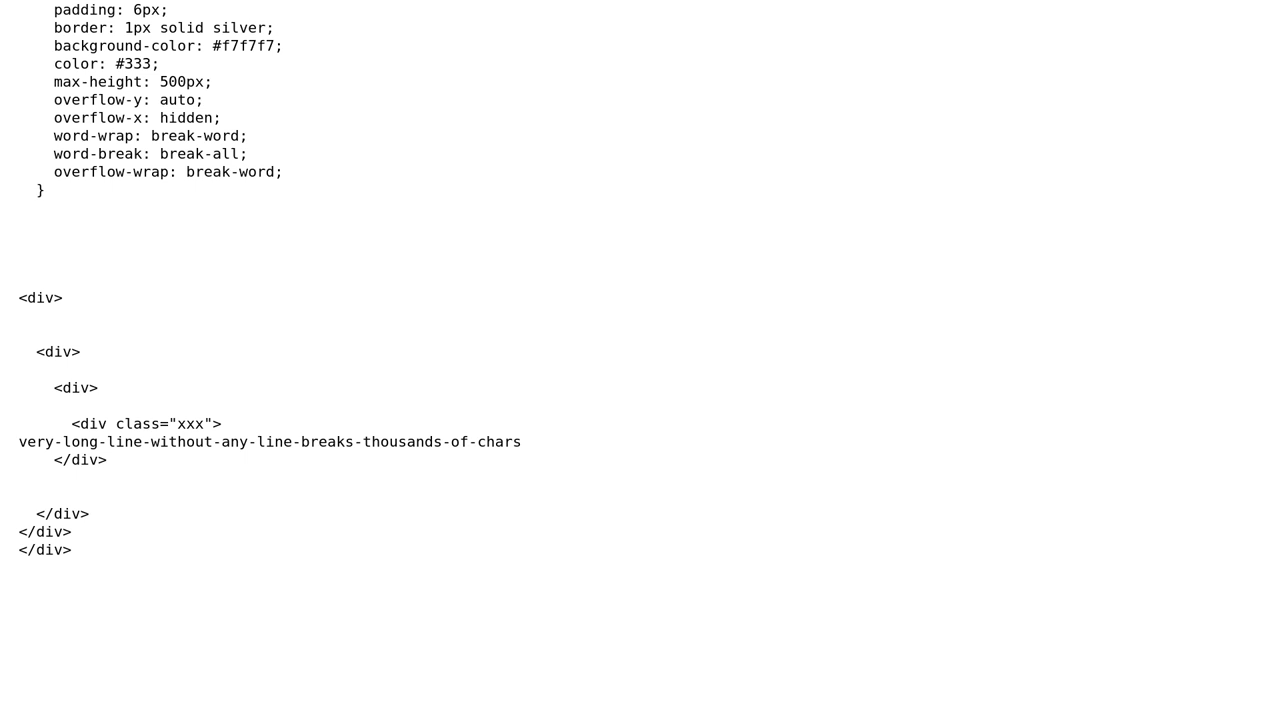 padding: 6px;
    border: 1px solid silver;
    background-color: #f7f7f7;
    color: #333;
    max-height: 500px;
    overflow-y: auto;
    overflow-x: hidden;
    word-wrap: break-word;
    word-break: break-all;
    overflow-wrap: break-word;
  }
<div>
  <div>
    <div>
      <div class="xxx">
very-long-line-without-any-line-breaks-thousands-of-chars
    </div>
  </div>
</div>
</div>